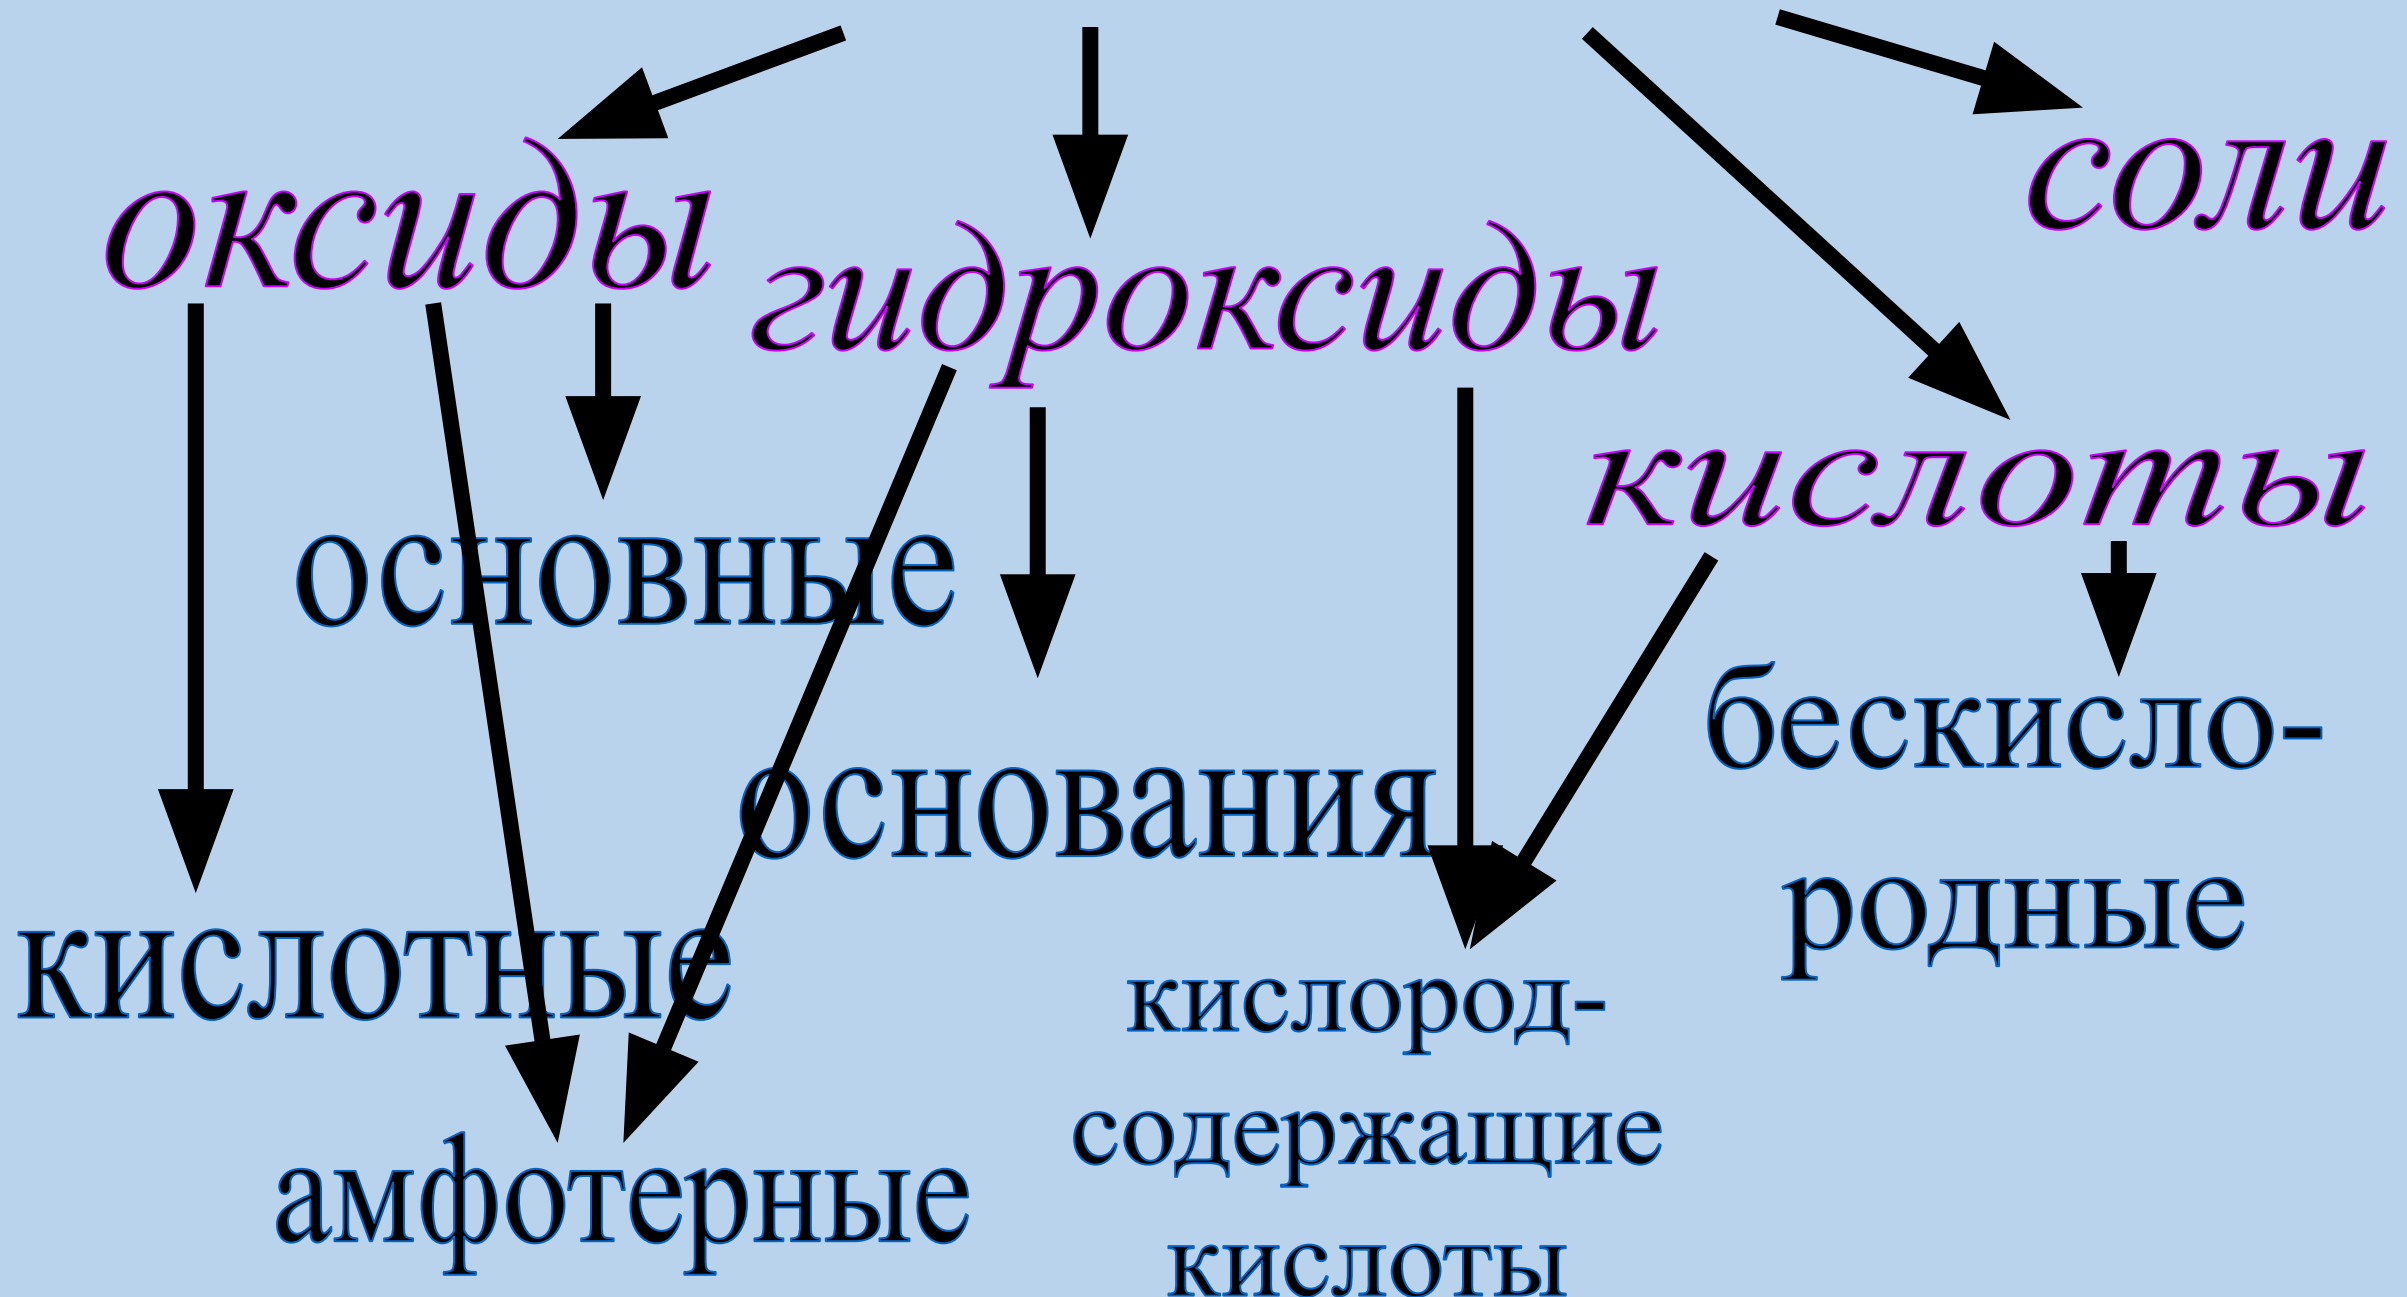 соли
оксиды
гидроксиды
кислоты
основные
бескисло-
родные
основания
кислотные
кислород-
содержащие
кислоты
амфотерные